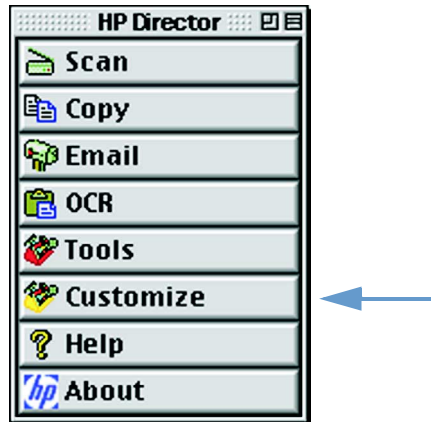 HP Director
Scan
Copy
Email
OCR
Tools
Customize
Help
hp About